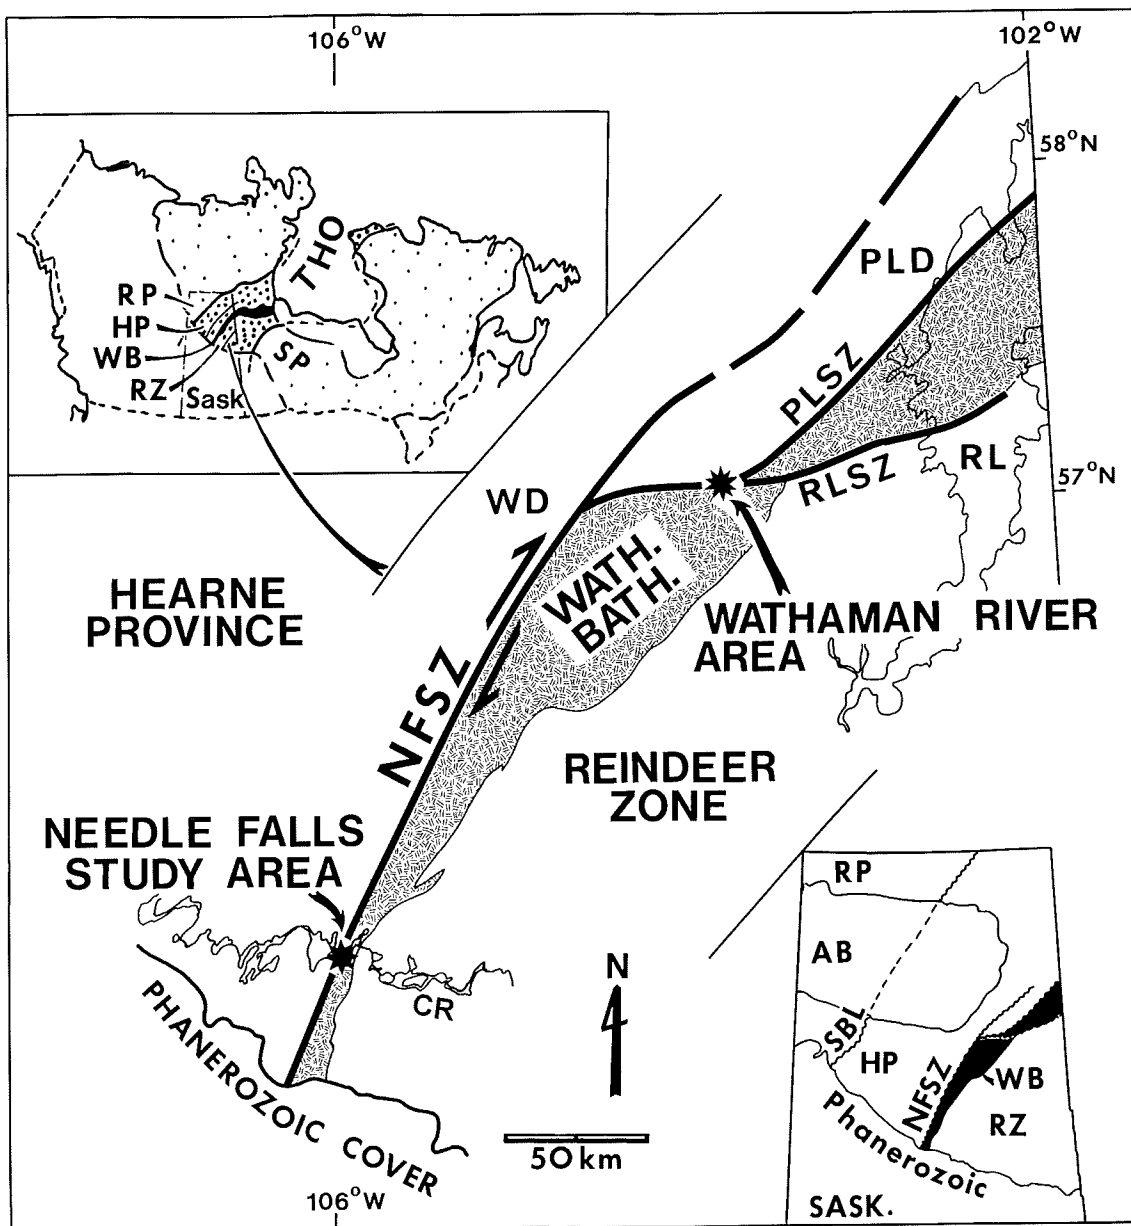 106°W
102°W
58°N
THO
RP
HP
WB
RZ
Sask
SP
PLD
PLSZ
RLSZ
RL
57°N
WD
WATH.
BATH.
HEARNE
PROVINCE
WATHAMAN RIVER
AREA
NFSZ
REINDEER
ZONE
NEEDLE FALLS
STUDY AREA
CR
PHANEROZOIC COVER
N
50 km
106°W
RP
AB
SBL
HP
NFSZ
WB
RZ
Phanerozoic
SASK.